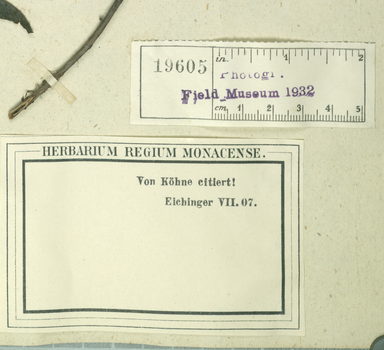 19605
in. 1 2
Photogr.
Field Museum 1932
cm. 1 2 3 4 5
HERBARIUM REGIUM MONACENSE.
Von Köhne citiert!
Eichinger VII. 07.